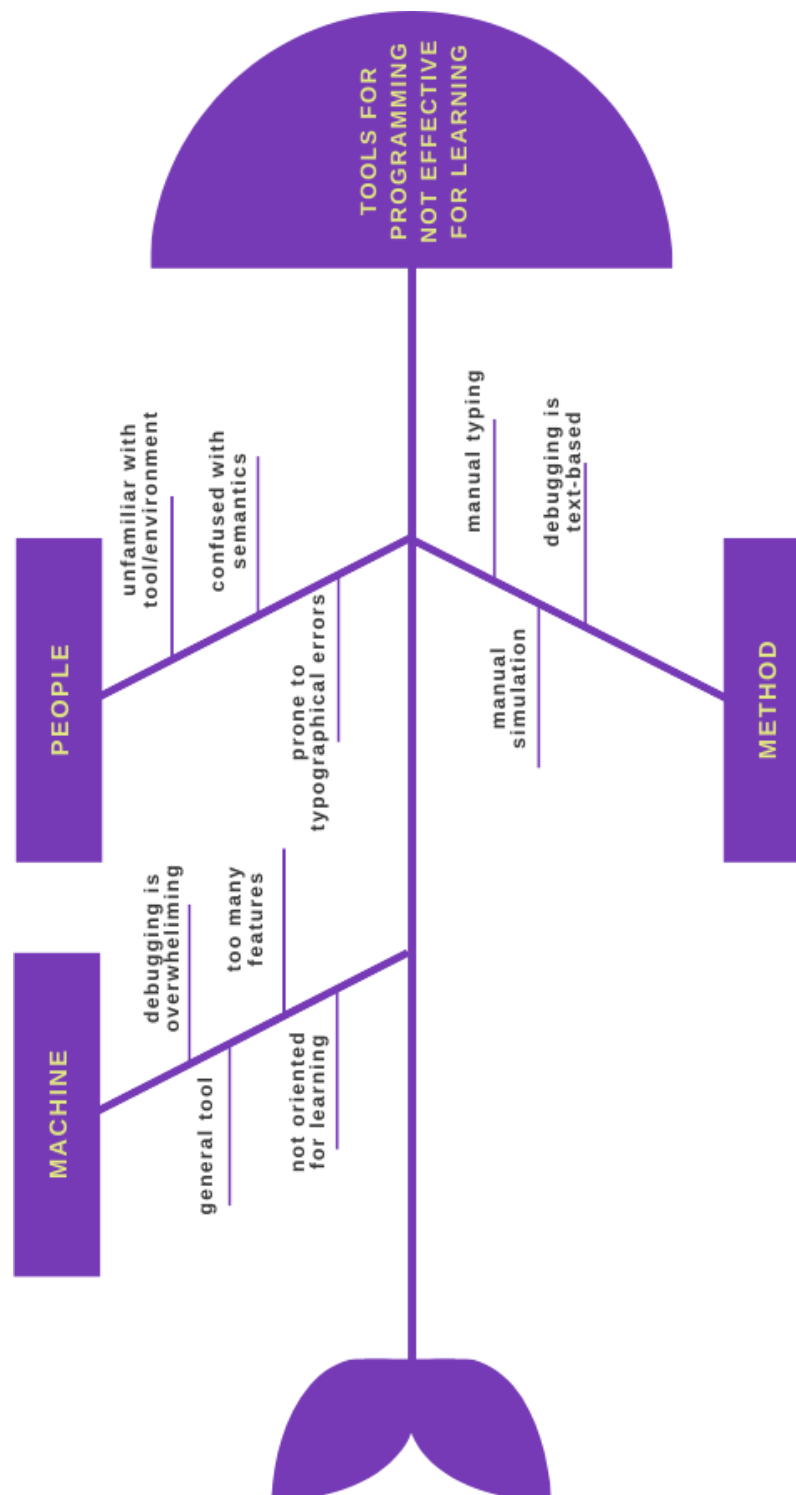 TOOLS FOR
PROGRAMMING
NOT EFFECTIVE
FOR LEARNING
MACHINE
debugging is
overwheliming
too many
features
general tool
not oriented
for learning
PEOPLE
unfamiliar with
tool/environment
confused with
semantics
prone to
typographical errors
manual typing
debugging is
text-based
manual
simulation
METHOD